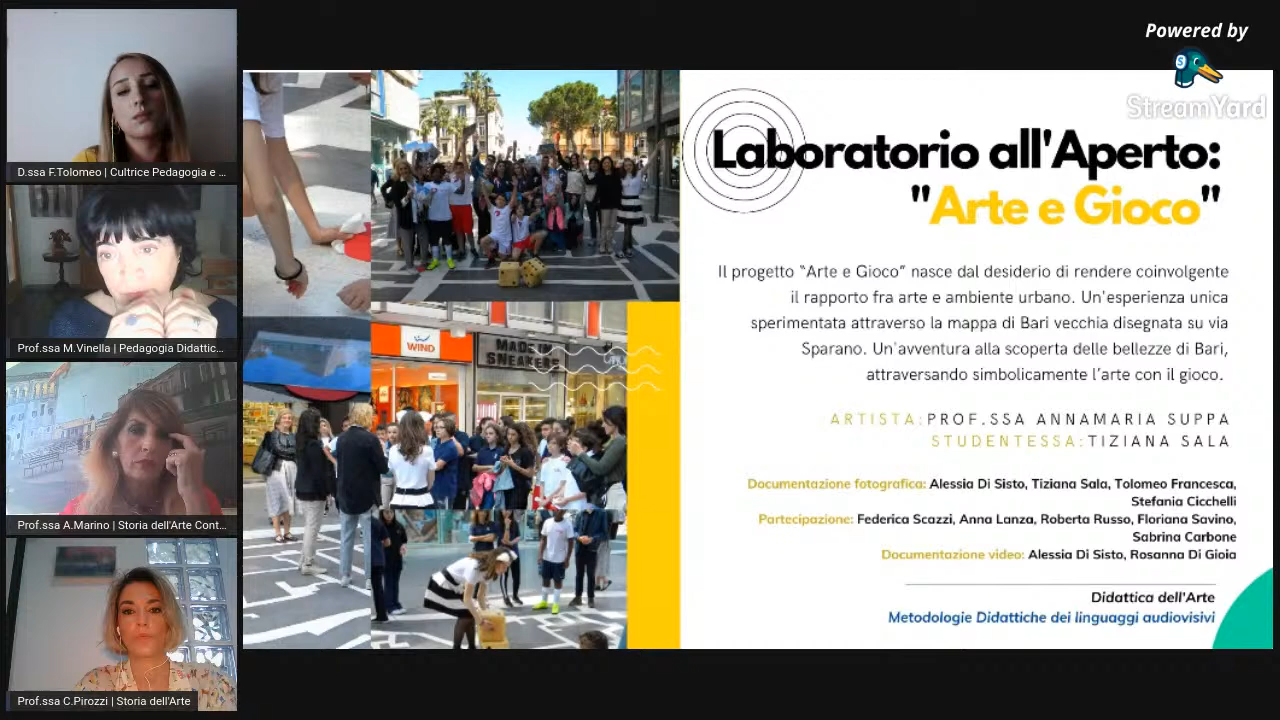 Powered by
StreamYard
D.ssa F.Tolomeo | Cultrice Pedagogia e ...
Prof.ssa M.Vinella | Pedagogia Didattic...
Prof.ssa A.Marino | Storia dell'Arte Cont...
Prof.ssa C.Pirozzi | Storia dell'Arte
WIND
MADE IN
SNEAKERS
Laboratorio all'Aperto:
"Arte e Gioco"
Il progetto “Arte e Gioco” nasce dal desiderio di rendere coinvolgente
il rapporto fra arte e ambiente urbano. Un'esperienza unica
sperimentata attraverso la mappa di Bari vecchia disegnata su via
Sparano. Un'avventura alla scoperta delle bellezze di Bari,
attraversando simbolicamente l’arte con il gioco.
ARTISTA:PROF.SSA ANNAMARIA SUPPA
STUDENTESSA:TIZIANA SALA
Documentazione fotografica: Alessia Di Sisto, Tiziana Sala, Tolomeo Francesca,
Stefania Cicchelli
Partecipazione: Federica Scazzi, Anna Lanza, Roberta Russo, Floriana Savino,
Sabrina Carbone
Documentazione video: Alessia Di Sisto, Rosanna Di Gioia
Didattica dell'Arte
Metodologie Didattiche dei linguaggi audiovisivi